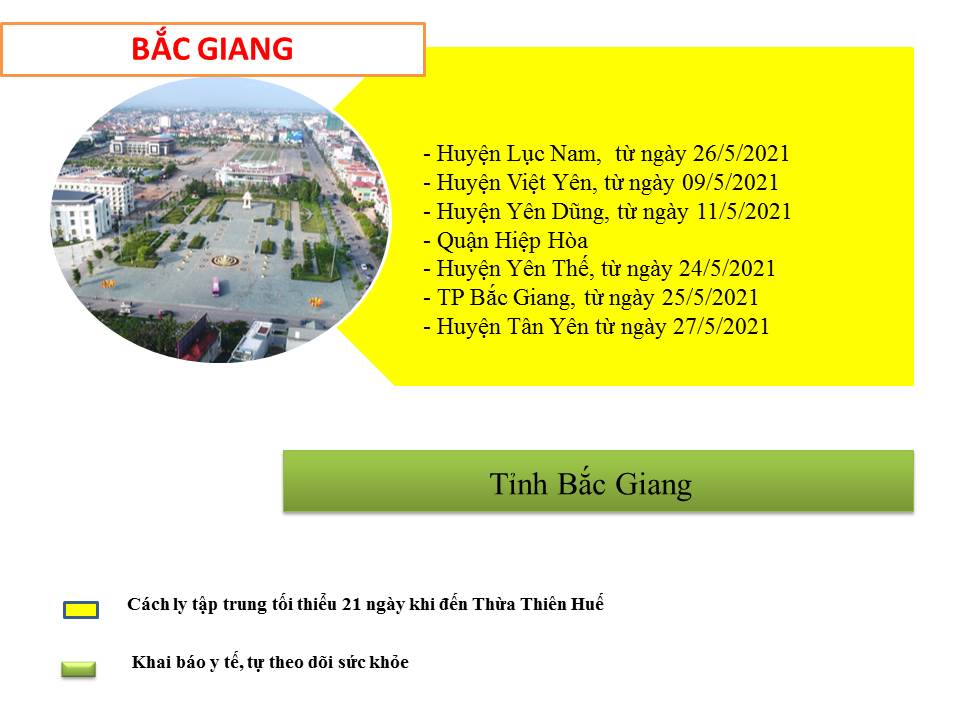 BẮC GIANG
- Huyện Lục Nam, từ ngày 26/5/2021
- Huyện Việt Yên, từ ngày 09/5/2021
- Huyện Yên Dũng, từ ngày 11/5/2021
- Quận Hiệp Hòa
- Huyện Yên Thế, từ ngày 24/5/2021
- TP Bắc Giang, từ ngày 25/5/2021
- Huyện Tân Yên từ ngày 27/5/2021
Tỉnh Bắc Giang
Cách ly tập trung tối thiểu 21 ngày khi đến Thừa Thiên Huế
Khai báo y tế, tự theo dõi sức khỏe